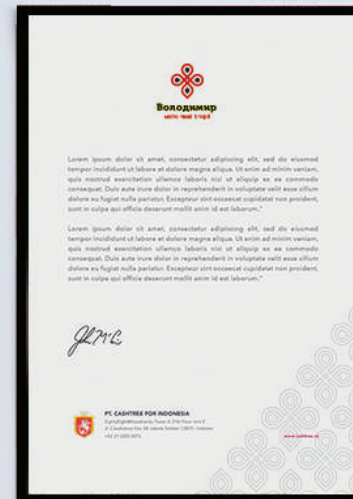 Володимир
Lorem ipsum dolor sit amet, consectetur adipiscing elit, sed do eiusmod
tempor incididunt ut labore et dolore magna aliqua. Ut enim ad minim veniam,
quis nostrud exercitation ullamco laboris nisi ut aliquip ex ea commodo
consequat. Duis aute irure dolor in reprehenderit in voluptate velit esse cillum
dolore eu fugiat nulla pariatur. Excepteur sint occaecat cupidatat non proident,
sunt in culpa qui officia deserunt mollit anim id est laborum."
Lorem ipsum dolor sit amet, consectetur adipiscing elit, sed do eiusmod
tempor incididunt ut labore et dolore magna aliqua. Ut enim ad minim veniam,
quis nostrud exercitation ullamco laboris nisi ut aliquip ex ea commodo
consequat. Duis aute irure dolor in reprehenderit in voluptate velit esse cillum
dolore eu fugiat nulla pariatur. Excepteur sint occaecat cupidatat non proident,
sunt in culpa qui officia deserunt mollit anim id est laborum."
PT. CASHTREE FOR INDONESIA